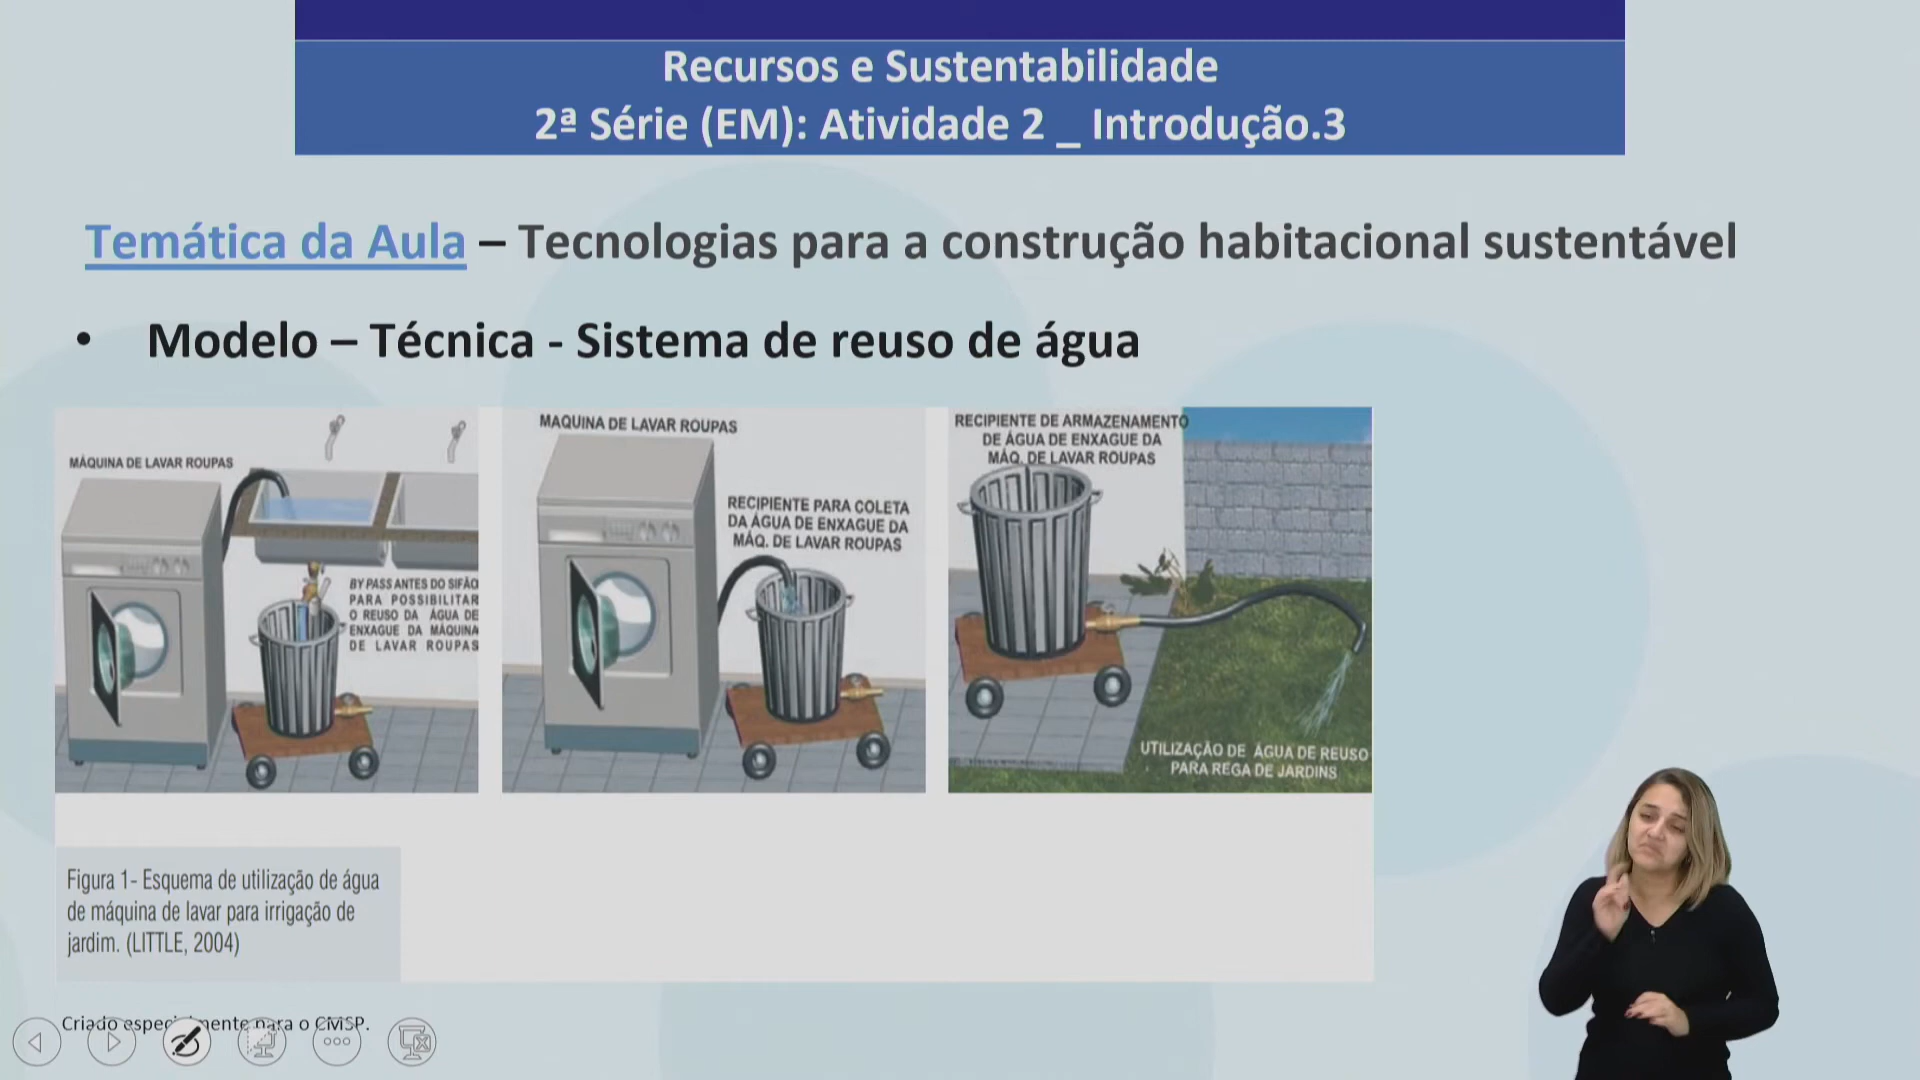 Recursos e Sustentabilidade
2ª Série (EM): Atividade 2 _ Introdução.3
Temática da Aula – Tecnologias para a construção habitacional sustentável
• Modelo – Técnica - Sistema de reuso de água
MÁQUINA DE LAVAR ROUPAS
BY PASS ANTES DO SIFÃO
PARA POSSIBILITAR
O REUSO DA ÁGUA DE
ENXAGUE DA MÁQUINA
DE LAVAR ROUPAS
MAQUINA DE LAVAR ROUPAS
RECIPIENTE PARA COLETA
DA ÁGUA DE ENXAGUE DA
MÁQ. DE LAVAR ROUPAS
RECIPIENTE DE ARMAZENAMENTO
DE ÁGUA DE ENXAGUE DA
MÁQ. DE LAVAR ROUPAS
UTILIZAÇÃO DE ÁGUA DE REUSO
PARA REGA DE JARDINS
Figura 1- Esquema de utilização de água
de máquina de lavar para irrigação de
jardim. (LITTLE, 2004)
Criado especialmente para o CMSP.